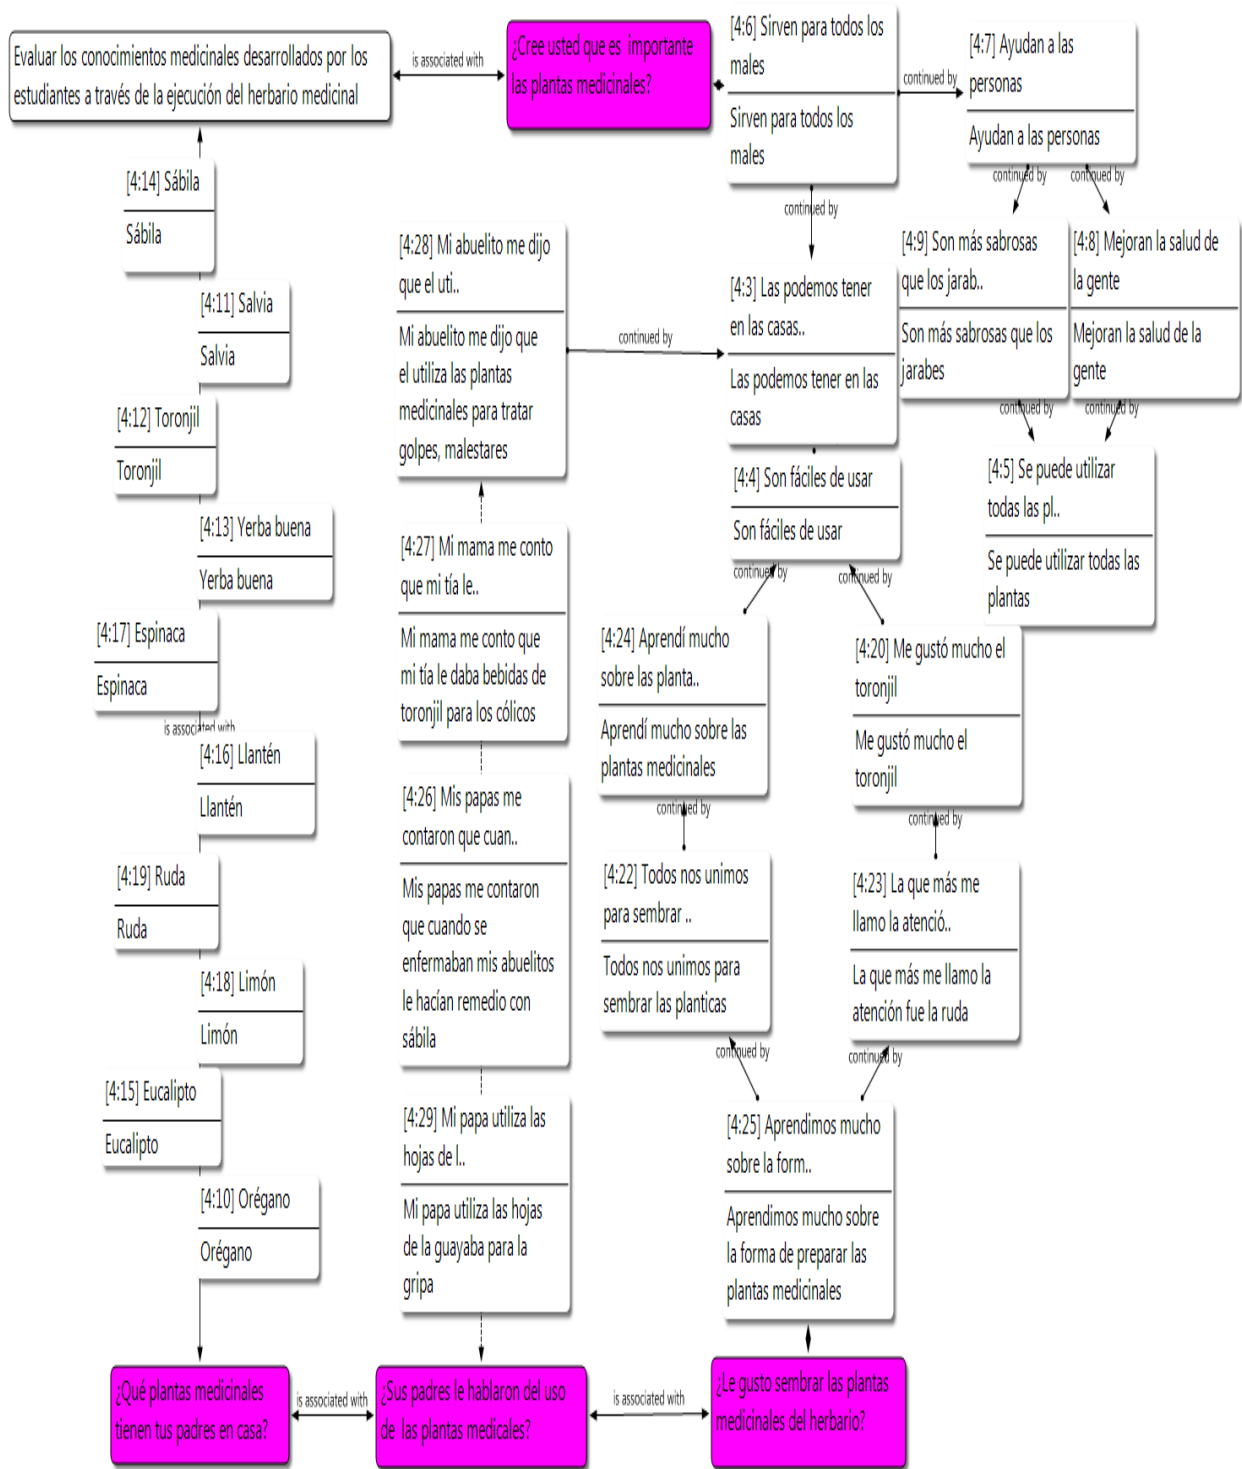 Evaluar los conocimientos medicinales desarrollados por los
estudiantes a través de la ejecución del herbario medicinal
is associated with
¿Cree usted que es importante
las plantas medicinales?
[4:6] Sirven para todos los
males
Sirven para todos los
males
continued by
[4:7] Ayudan a las
personas
Ayudan a las personas
continued by
continued by
continued by
[4:9] Son más sabrosas
que los jarab..
Son más sabrosas que los
jarabes
[4:8] Mejoran la salud de
la gente
Mejoran la salud de la
gente
continued by
continued by
[4:5] Se puede utilizar
todas las pl..
Se puede utilizar todas las
plantas
[4:3] Las podemos tener
en las casas..
Las podemos tener en las
casas
[4:4] Son fáciles de usar
Son fáciles de usar
continued by
continued by
[4:28] Mi abuelito me dijo
que el uti..
Mi abuelito me dijo que
el utiliza las plantas
medicinales para tratar
golpes, malestares
continued by
[4:27] Mi mama me conto
que mi tía le..
Mi mama me conto que
mi tía le daba bebidas de
toronjil para los cólicos
[4:26] Mis papas me
contaron que cuan..
Mis papas me contaron
que cuando se
enfermaban mis abuelitos
le hacían remedio con
sábila
[4:29] Mi papa utiliza las
hojas de l..
Mi papa utiliza las hojas
de la guayaba para la
gripa
[4:24] Aprendí mucho
sobre las planta..
Aprendí mucho sobre las
plantas medicinales
continued by
[4:20] Me gustó mucho el
toronjil
Me gustó mucho el
toronjil
continued by
[4:22] Todos nos unimos
para sembrar ..
Todos nos unimos para
sembrar las planticas
continued by
[4:23] La que más me
llamo la atenció..
La que más me llamo la
atención fue la ruda
continued by
[4:25] Aprendimos mucho
sobre la form..
Aprendimos mucho sobre
la forma de preparar las
plantas medicinales
[4:14] Sábila
Sábila
[4:11] Salvia
Salvia
[4:12] Toronjil
Toronjil
[4:13] Yerba buena
Yerba buena
[4:17] Espinaca
Espinaca
is associated with
[4:16] Llantén
Llantén
[4:19] Ruda
Ruda
[4:18] Limón
Limón
[4:15] Eucalipto
Eucalipto
[4:10] Orégano
Orégano
¿Qué plantas medicinales
tienen tus padres en casa?
is associated with
¿Sus padres le hablaron del uso
de las plantas medicales?
is associated with
¿Le gusto sembrar las plantas
medicinales del herbario?